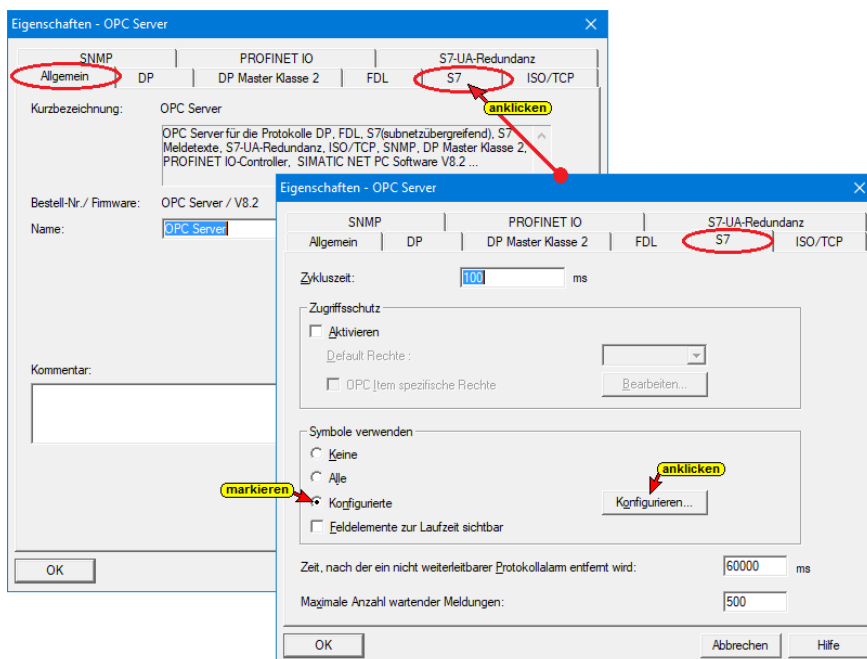 Eigenschaften - OPC Server
SNMP PROFINET IO S7-UA-Redundanz
Allgemein DP DP Master Klasse 2 FDL S7 ISO/TCP
anklicken
Kurzbezeichnung: OPC Server
OPC Server für die Protokolle DP, FDL, S7(subnetzübergreifend), S7
Meldetexte, S7-UA-Redundanz, ISO/TCP, SNMP, DP Master Klasse 2,
PROFINET IO-Controller, SIMATIC NET PC Software V8.2 ...
Bestell-Nr./ Firmware: OPC Server / V8.2
Name: OPC Server
Kommentar:
OK
Eigenschaften - OPC Server
SNMP PROFINET IO S7-UA-Redundanz
Allgemein DP DP Master Klasse 2 FDL S7 ISO/TCP
Zykluszeit: 100 ms
Zugriffsschutz
Aktivieren
Default Rechte :
OPC Item spezifische Rechte Bearbeiten...
Symbole verwenden
Keine
Alle
anklicken
markieren
Konfigurierte Konfigurieren...
Feldelemente zur Laufzeit sichtbar
Zeit, nach der ein nicht weiterleitbarer Protokollalarm entfernt wird: 60000 ms
Maximale Anzahl wartender Meldungen: 500
OK Abbrechen Hilfe